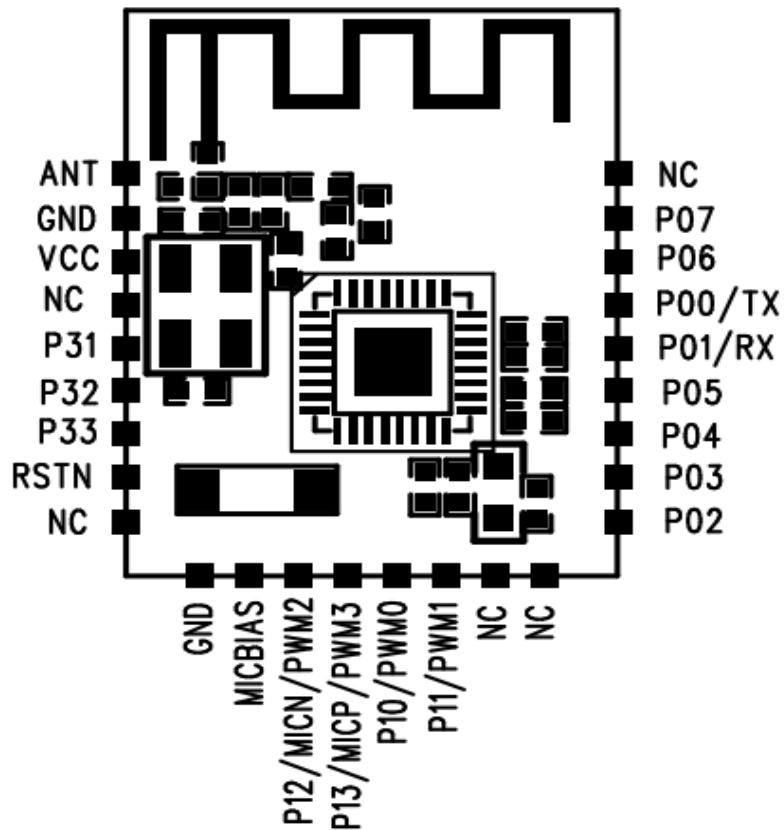 ANT
GND
VCC
NC
P31
P32
P33
RSTN
NC
NC
P07
P06
P00/TX
P01/RX
P05
P04
P03
P02
GND
MICBIAS
P12/MICN/PWM2
P13/MICP/PWM3
P10/PWM0
P11/PWM1
NC
NC